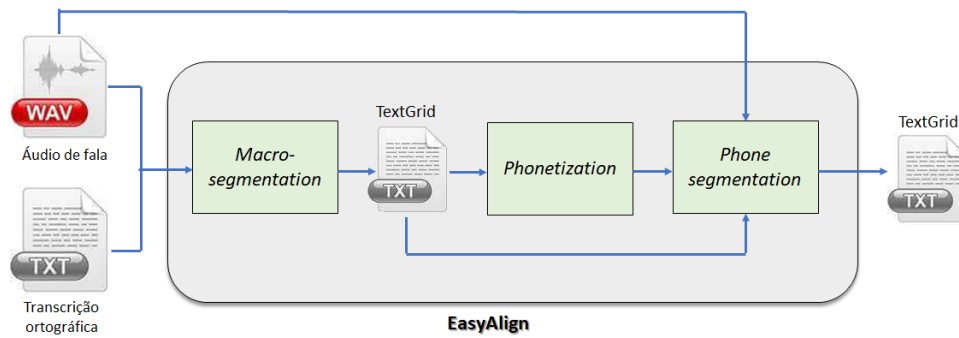 WAV
Áudio de fala
TXT
Transcrição
ortográfica
Macro-
segmentation
TextGrid
TXT
Phonetization
Phone
segmentation
TextGrid
TXT
EasyAlign